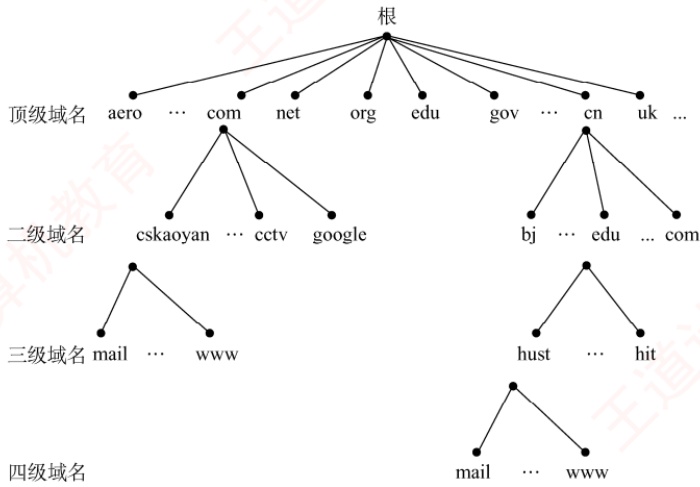 根
顶级域名 aero ... com net org edu gov ... cn uk ...
二级域名 cskaoyan ... cctv google bj ... edu ... com
三级域名 mail ... www hust ... hit
四级域名 mail ... www